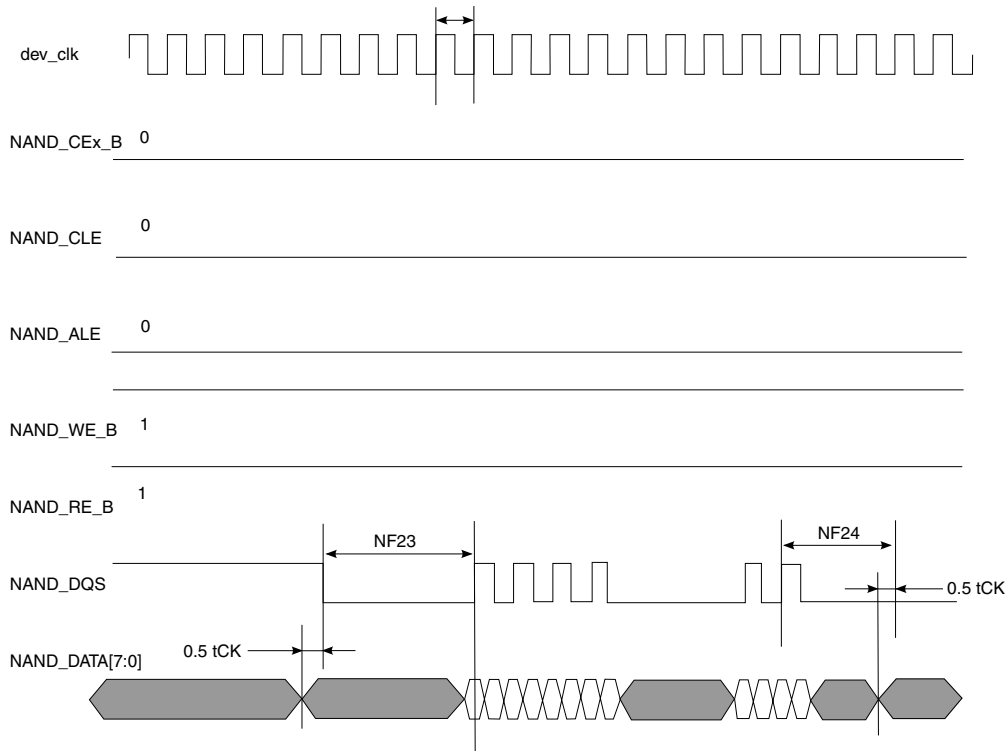 dev_clk
NAND_CEx_B 0
NAND_CLE 0
NAND_ALE 0
NAND_WE_B 1
NAND_RE_B 1
NF23
NF24
NAND_DQS
0.5 tCK
0.5 tCK
NAND_DATA[7:0]